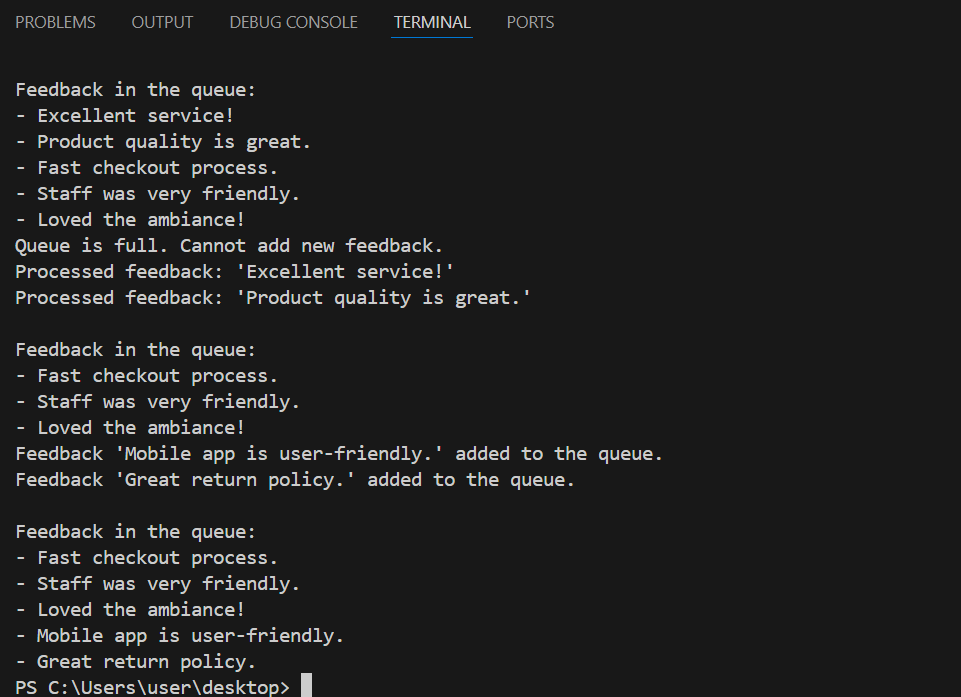 PROBLEMS OUTPUT DEBUG CONSOLE TERMINAL PORTS
Feedback in the queue:
- Excellent service!
- Product quality is great.
- Fast checkout process.
- Staff was very friendly.
- Loved the ambiance!
Queue is full. Cannot add new feedback.
Processed feedback: 'Excellent service!'
Processed feedback: 'Product quality is great.'
Feedback in the queue:
- Fast checkout process.
- Staff was very friendly.
- Loved the ambiance!
Feedback 'Mobile app is user-friendly.' added to the queue.
Feedback 'Great return policy.' added to the queue.
Feedback in the queue:
- Fast checkout process.
- Staff was very friendly.
- Loved the ambiance!
- Mobile app is user-friendly.
- Great return policy.
PS C:\Users\user\desktop>